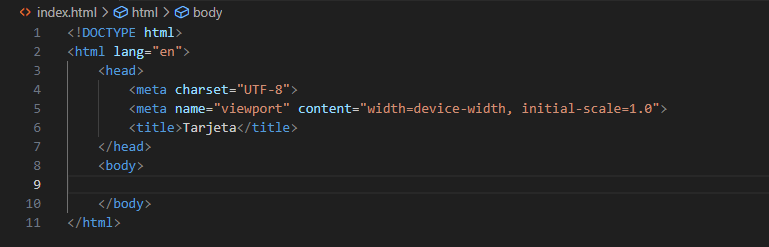 index.html > html > body
1 <!DOCTYPE html>
2 <html lang="en">
3     <head>
4         <meta charset="UTF-8">
5         <meta name="viewport" content="width=device-width, initial-scale=1.0">
6         <title>Tarjeta</title>
7     </head>
8     <body>
9
10     </body>
11 </html>